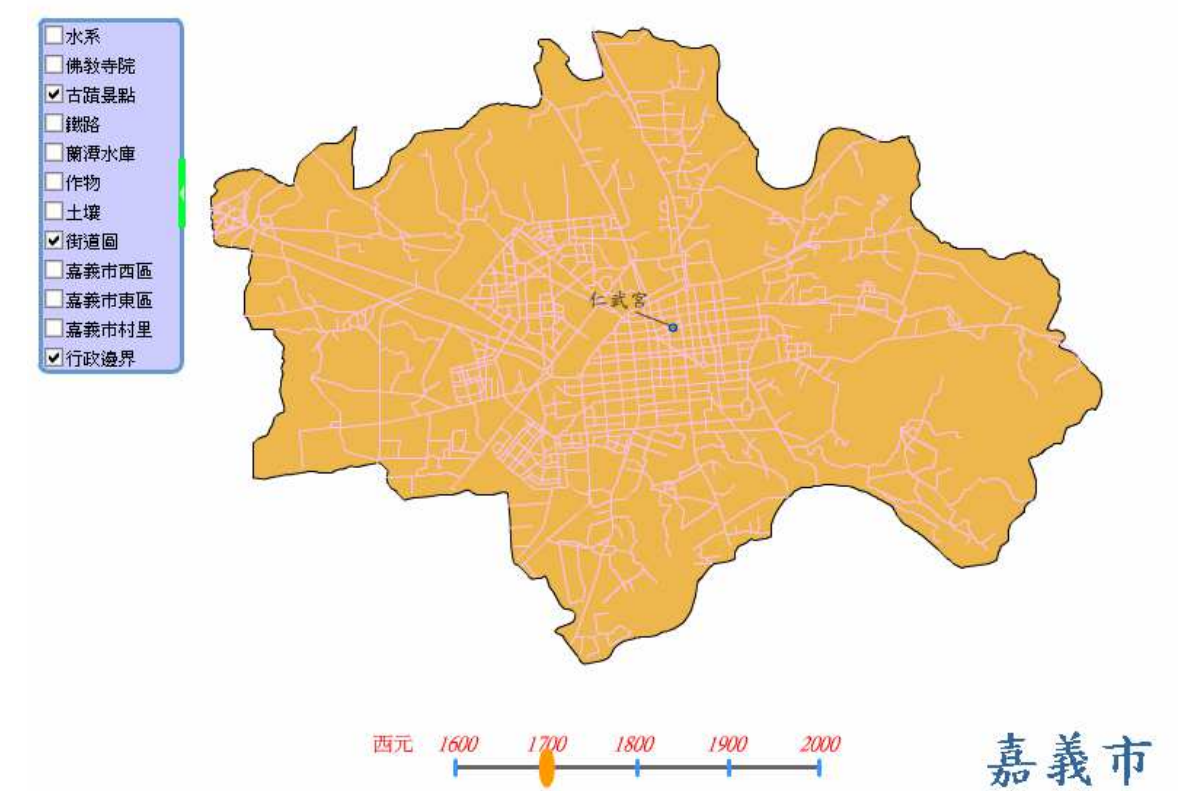 水系
佛教寺院
古蹟景點
鐵路
蘭潭水庫
作物
土壤
街道圖
嘉義市西區
嘉義市東區
嘉義市村里
行政邊界
仁武宮
西元 1600 1700 1800 1900 2000
嘉義市